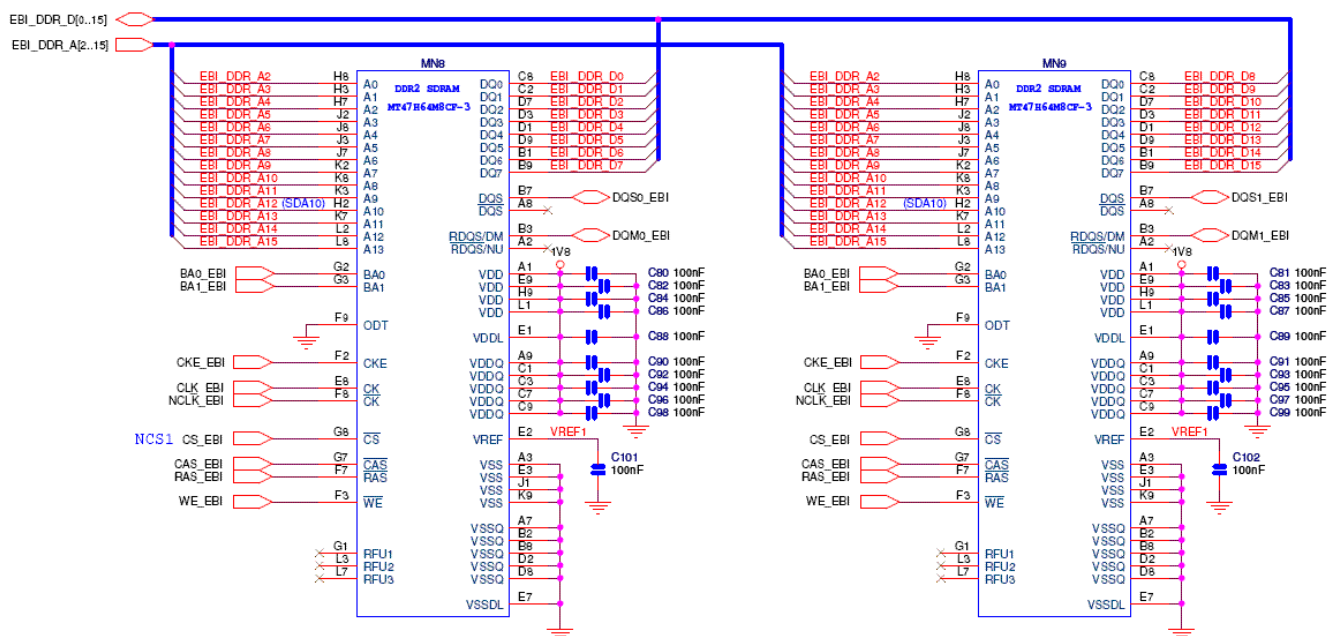 EBI_DDR_D[0..15]
EBI_DDR_A[2..15]
MN8
DDR2 SDRAM
MT47H64M8CF-3
EBI_DDR_A2 H8 A0
EBI_DDR_A3 H3 A1
EBI_DDR_A4 H7 A2
EBI_DDR_A5 J2 A3
EBI_DDR_A6 J8 A4
EBI_DDR_A7 J3 A5
EBI_DDR_A8 J7 A6
EBI_DDR_A9 K2 A7
EBI_DDR_A10 K8 A8
EBI_DDR_A11 K3 A9
EBI_DDR_A12 (SDA10) H2 A10
EBI_DDR_A13 K7 A11
EBI_DDR_A14 L2 A12
EBI_DDR_A15 L8 A13
BA0_EBI G2 BA0
BA1_EBI G3 BA1
F9 ODT
CKE_EBI F2 CKE
CLK_EBI E8 CK
NCLK_EBI F8 CK
NCS1 CS_EBI G8 CS
CAS_EBI G7 CAS
RAS_EBI F7 RAS
WE_EBI F3 WE
G1 RFU1
L3 RFU2
L7 RFU3
DQ0 C8 EBI_DDR_D0
DQ1 C2 EBI_DDR_D1
DQ2 D7 EBI_DDR_D2
DQ3 D3 EBI_DDR_D3
DQ4 D1 EBI_DDR_D4
DQ5 D9 EBI_DDR_D5
DQ6 B1 EBI_DDR_D6
DQ7 B9 EBI_DDR_D7
DQS B7 DQS0_EBI
DQS A8
RDQS/DM B3 DQM0_EBI
RDQS/NU A2
1V8
VDD A1 C80 100nF
VDD E9 C82 100nF
VDD H9 C84 100nF
VDD L1 C86 100nF
VDDL E1 C88 100nF
VDDQ A9 C90 100nF
VDDQ C1 C92 100nF
VDDQ C3 C94 100nF
VDDQ C7 C96 100nF
VDDQ C9 C98 100nF
VREF E2 VREF1
C101
100nF
VSS A3
VSS E3
VSS J1
VSS K9
VSSQ A7
VSSQ B2
VSSQ B8
VSSQ D2
VSSQ D8
VSSDL E7
MN9
DDR2 SDRAM
MT47H64M8CF-3
EBI_DDR_A2 H8 A0
EBI_DDR_A3 H3 A1
EBI_DDR_A4 H7 A2
EBI_DDR_A5 J2 A3
EBI_DDR_A6 J8 A4
EBI_DDR_A7 J3 A5
EBI_DDR_A8 J7 A6
EBI_DDR_A9 K2 A7
EBI_DDR_A10 K8 A8
EBI_DDR_A11 K3 A9
EBI_DDR_A12 (SDA10) H2 A10
EBI_DDR_A13 K7 A11
EBI_DDR_A14 L2 A12
EBI_DDR_A15 L8 A13
BA0_EBI G2 BA0
BA1_EBI G3 BA1
F9 ODT
CKE_EBI F2 CKE
CLK_EBI E8 CK
NCLK_EBI F8 CK
CS_EBI G8 CS
CAS_EBI G7 CAS
RAS_EBI F7 RAS
WE_EBI F3 WE
G1 RFU1
L3 RFU2
L7 RFU3
DQ0 C8 EBI_DDR_D8
DQ1 C2 EBI_DDR_D9
DQ2 D7 EBI_DDR_D10
DQ3 D3 EBI_DDR_D11
DQ4 D1 EBI_DDR_D12
DQ5 D9 EBI_DDR_D13
DQ6 B1 EBI_DDR_D14
DQ7 B9 EBI_DDR_D15
DQS B7 DQS1_EBI
DQS A8
RDQS/DM B3 DQM1_EBI
RDQS/NU A2
1V8
VDD A1 C81 100nF
VDD E9 C83 100nF
VDD H9 C85 100nF
VDD L1 C87 100nF
VDDL E1 C89 100nF
VDDQ A9 C91 100nF
VDDQ C1 C93 100nF
VDDQ C3 C95 100nF
VDDQ C7 C97 100nF
VDDQ C9 C99 100nF
VREF E2 VREF1
C102
100nF
VSS A3
VSS E3
VSS J1
VSS K9
VSSQ A7
VSSQ B2
VSSQ B8
VSSQ D2
VSSQ D8
VSSDL E7